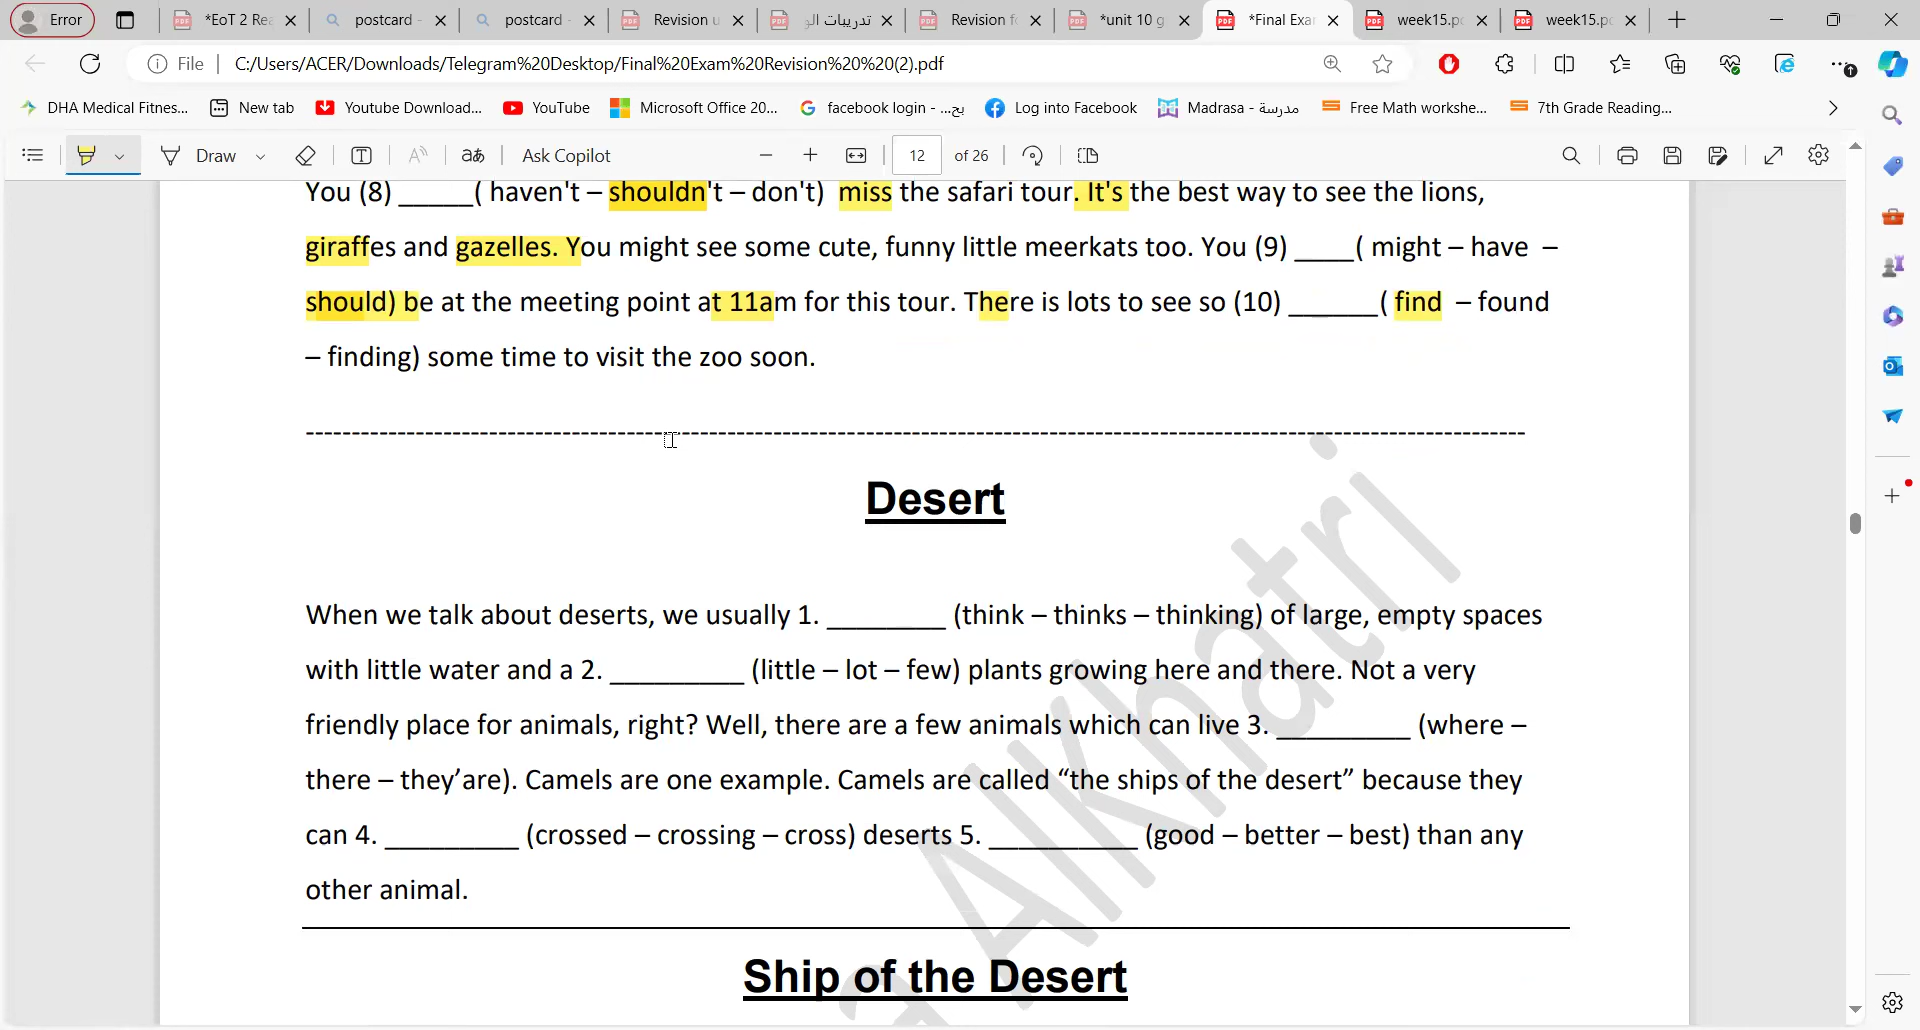 Error
*EoT 2 Rea
postcard -
postcard -
Revision u
تدريبات الو
Revision fo
*unit 10 g
*Final Exa
week15.po
week15.po
File
C:/Users/ACER/Downloads/Telegram%20Desktop/Final%20Exam%20Revision%20%20(2).pdf
DHA Medical Fitnes...
New tab
Youtube Download...
YouTube
Microsoft Office 20...
facebook login - ...بح
Log into Facebook
Madrasa - مدرسة
Free Math workshe...
7th Grade Reading...
Draw
Ask Copilot
12
of 26
You (8) _____( haven't – shouldn't – don't) miss the safari tour. It's the best way to see the lions,
giraffes and gazelles. You might see some cute, funny little meerkats too. You (9) ____( might – have –
should) be at the meeting point at 11am for this tour. There is lots to see so (10) ______( find – found
– finding) some time to visit the zoo soon.
Desert
When we talk about deserts, we usually 1. ________ (think – thinks – thinking) of large, empty spaces
with little water and a 2. _________ (little – lot – few) plants growing here and there. Not a very
friendly place for animals, right? Well, there are a few animals which can live 3. _________ (where –
there – they’are). Camels are one example. Camels are called “the ships of the desert” because they
can 4. _________ (crossed – crossing – cross) deserts 5. __________ (good – better – best) than any
other animal.
Ship of the Desert
a Alkhatri